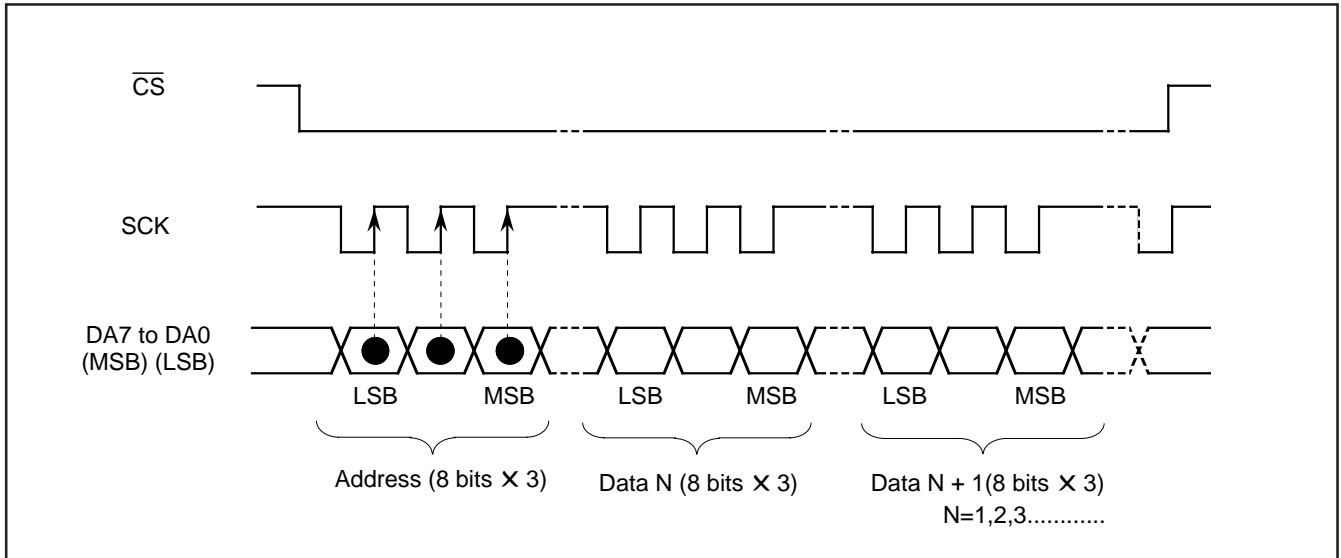 CS
SCK
DA7 to DA0
(MSB) (LSB)
LSB MSB LSB MSB LSB MSB
Address (8 bits × 3) Data N (8 bits × 3) Data N + 1(8 bits × 3)
N=1,2,3............